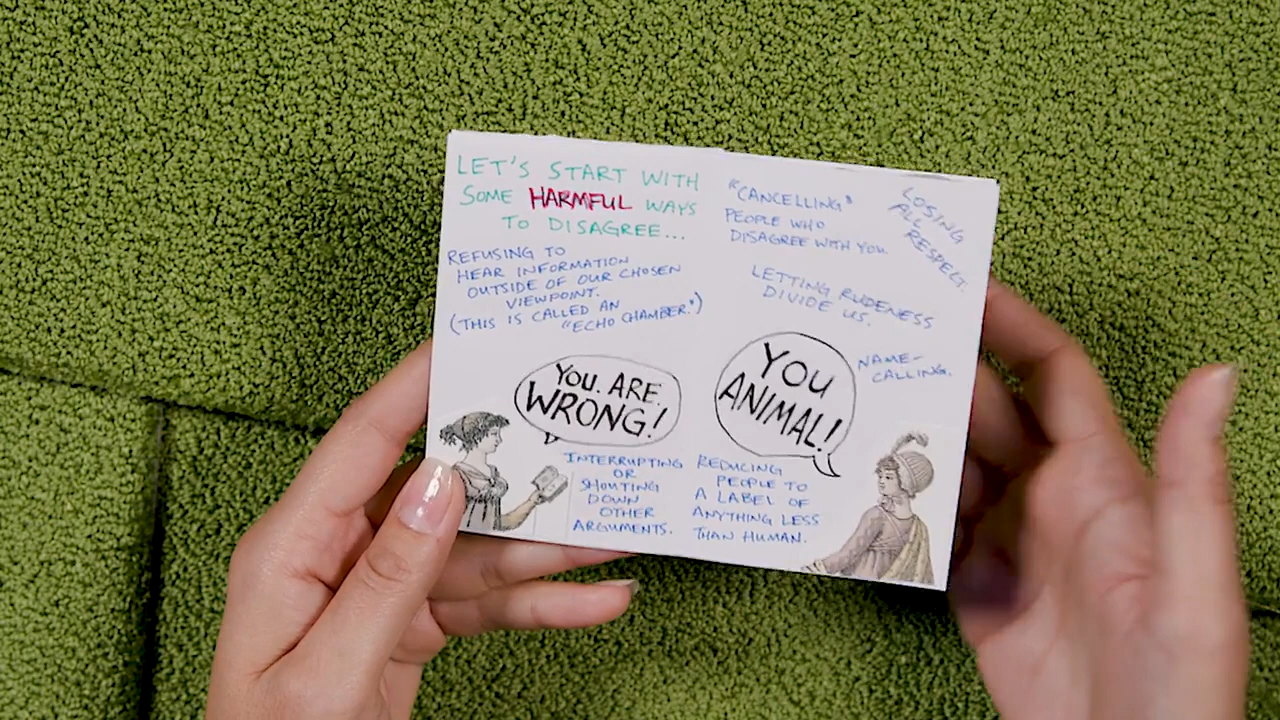 LET'S START WITH
SOME HARMFUL WAYS
TO DISAGREE...
REFUSING TO
HEAR INFORMATION
OUTSIDE OF OUR CHOSEN
VIEWPOINT.
(THIS IS CALLED AN
"ECHO CHAMBER.")
YOU. ARE.
WRONG!
INTERRUPTING
OR
SHOUTING
DOWN
OTHER
ARGUMENTS.
"CANCELLING"
PEOPLE WHO
DISAGREE WITH YOU.
LOSING
ALL
RESPECT.
LETTING RUDENESS
DIVIDE US.
NAME-
CALLING.
YOU
ANIMAL!
REDUCING
PEOPLE TO
A LABEL OF
ANYTHING LESS
THAN HUMAN.